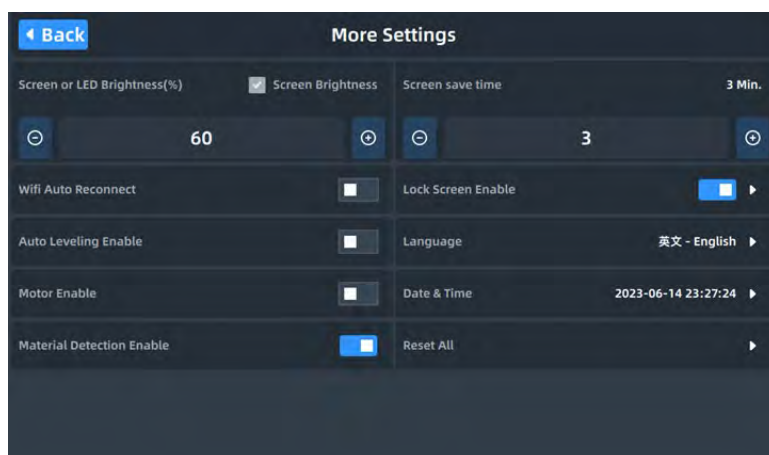 Back
More Settings
Screen or LED Brightness(%)
Screen Brightness
Screen save time
3 Min.
60
3
Wifi Auto Reconnect
Lock Screen Enable
Auto Leveling Enable
Language
英文 - English
Motor Enable
Date & Time
2023-06-14 23:27:24
Material Detection Enable
Reset All